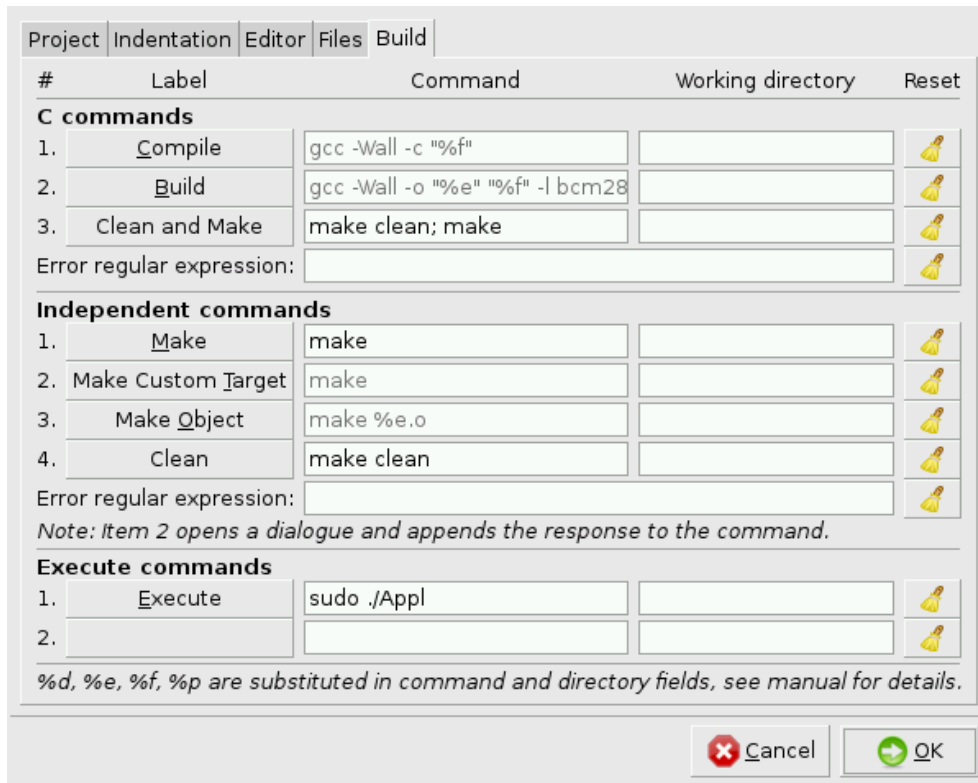 Project Indentation Editor Files Build
# Label Command Working directory Reset
C commands
1. Compile gcc -Wall -c "%f"
2. Build gcc -Wall -o "%e" "%f" -l bcm28
3. Clean and Make make clean; make
Error regular expression:
Independent commands
1. Make make
2. Make Custom Target make
3. Make Object make %e.o
4. Clean make clean
Error regular expression:
Note: Item 2 opens a dialogue and appends the response to the command.
Execute commands
1. Execute sudo ./Appl
2.
%d, %e, %f, %p are substituted in command and directory fields, see manual for details.
Cancel OK